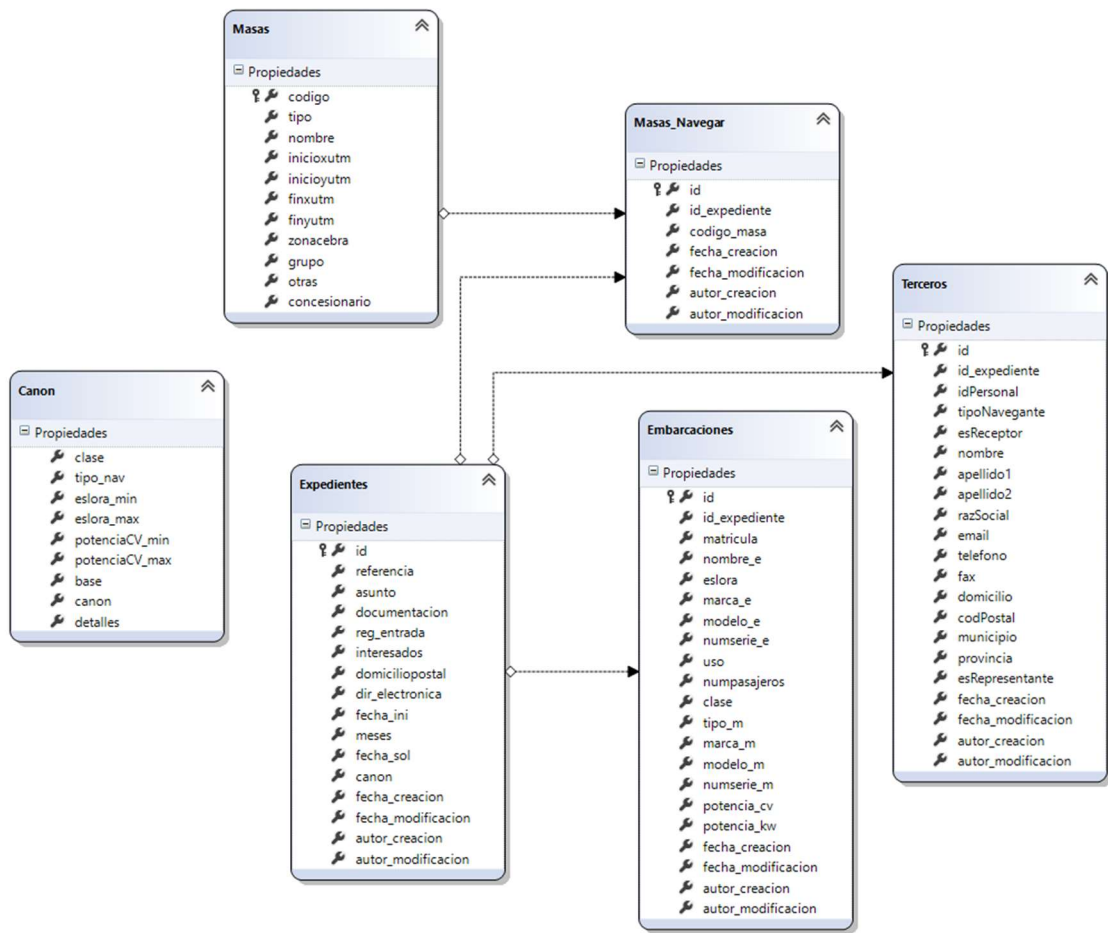 Masas
Propiedades
codigo
tipo
nombre
inicioxutm
inicioyutm
finxutm
finyutm
zonacebra
grupo
otras
concesionario
Masas_Navegar
Propiedades
id
id_expediente
codigo_masa
fecha_creacion
fecha_modificacion
autor_creacion
autor_modificacion
Terceros
Propiedades
id
id_expediente
idPersonal
tipoNavegante
esReceptor
nombre
apellido1
apellido2
razSocial
email
telefono
fax
domicilio
codPostal
municipio
provincia
esRepresentante
fecha_creacion
fecha_modificacion
autor_creacion
autor_modificacion
Canon
Propiedades
clase
tipo_nav
eslora_min
eslora_max
potenciaCV_min
potenciaCV_max
base
canon
detalles
Expedientes
Propiedades
id
referencia
asunto
documentacion
reg_entrada
interesados
domiciliopostal
dir_electronica
fecha_ini
meses
fecha_sol
canon
fecha_creacion
fecha_modificacion
autor_creacion
autor_modificacion
Embarcaciones
Propiedades
id
id_expediente
matricula
nombre_e
eslora
marca_e
modelo_e
numserie_e
uso
numpasajeros
clase
tipo_m
marca_m
modelo_m
numserie_m
potencia_cv
potencia_kw
fecha_creacion
fecha_modificacion
autor_creacion
autor_modificacion